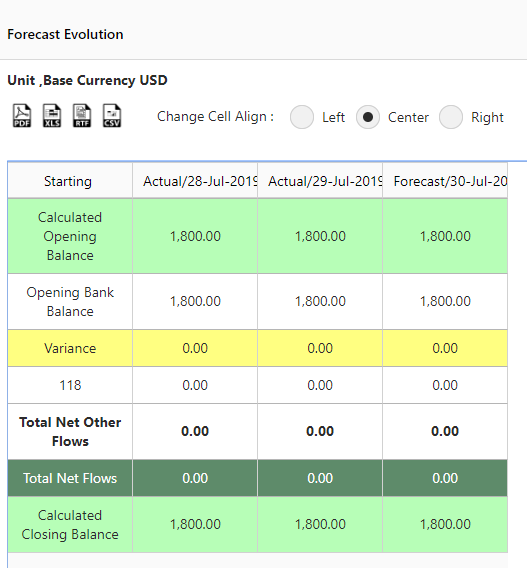 Forecast Evolution
Unit ,Base Currency USD
PDF XLS RTF CSV Change Cell Align : Left Center Right
Starting Actual/28-Jul-2019 Actual/29-Jul-2019 Forecast/30-Jul-20
Calculated
Opening
Balance
1,800.00 1,800.00 1,800.00
Opening Bank
Balance
1,800.00 1,800.00 1,800.00
Variance 0.00 0.00 0.00
118 0.00 0.00 0.00
Total Net Other
Flows
0.00 0.00 0.00
Total Net Flows 0.00 0.00 0.00
Calculated
Closing Balance
1,800.00 1,800.00 1,800.00